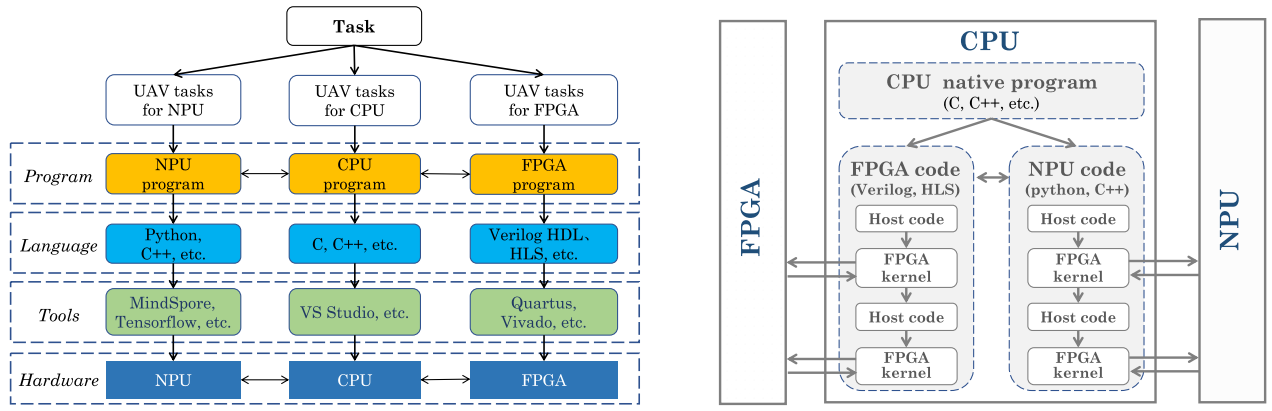 Task
UAV tasks
for NPU
UAV tasks
for CPU
UAV tasks
for FPGA
Program
NPU
program
CPU
program
FPGA
program
Language
Python,
C++, etc.
C, C++, etc.
Verilog HDL、
HLS, etc.
Tools
MindSpore,
Tensorflow, etc.
VS Studio, etc.
Quartus,
Vivado, etc.
Hardware
NPU
CPU
FPGA
FPGA
CPU
CPU native program
(C, C++, etc.)
FPGA code
(Verilog, HLS)
Host code
FPGA
kernel
Host code
FPGA
kernel
NPU code
(python, C++)
Host code
FPGA
kernel
Host code
FPGA
kernel
NPU